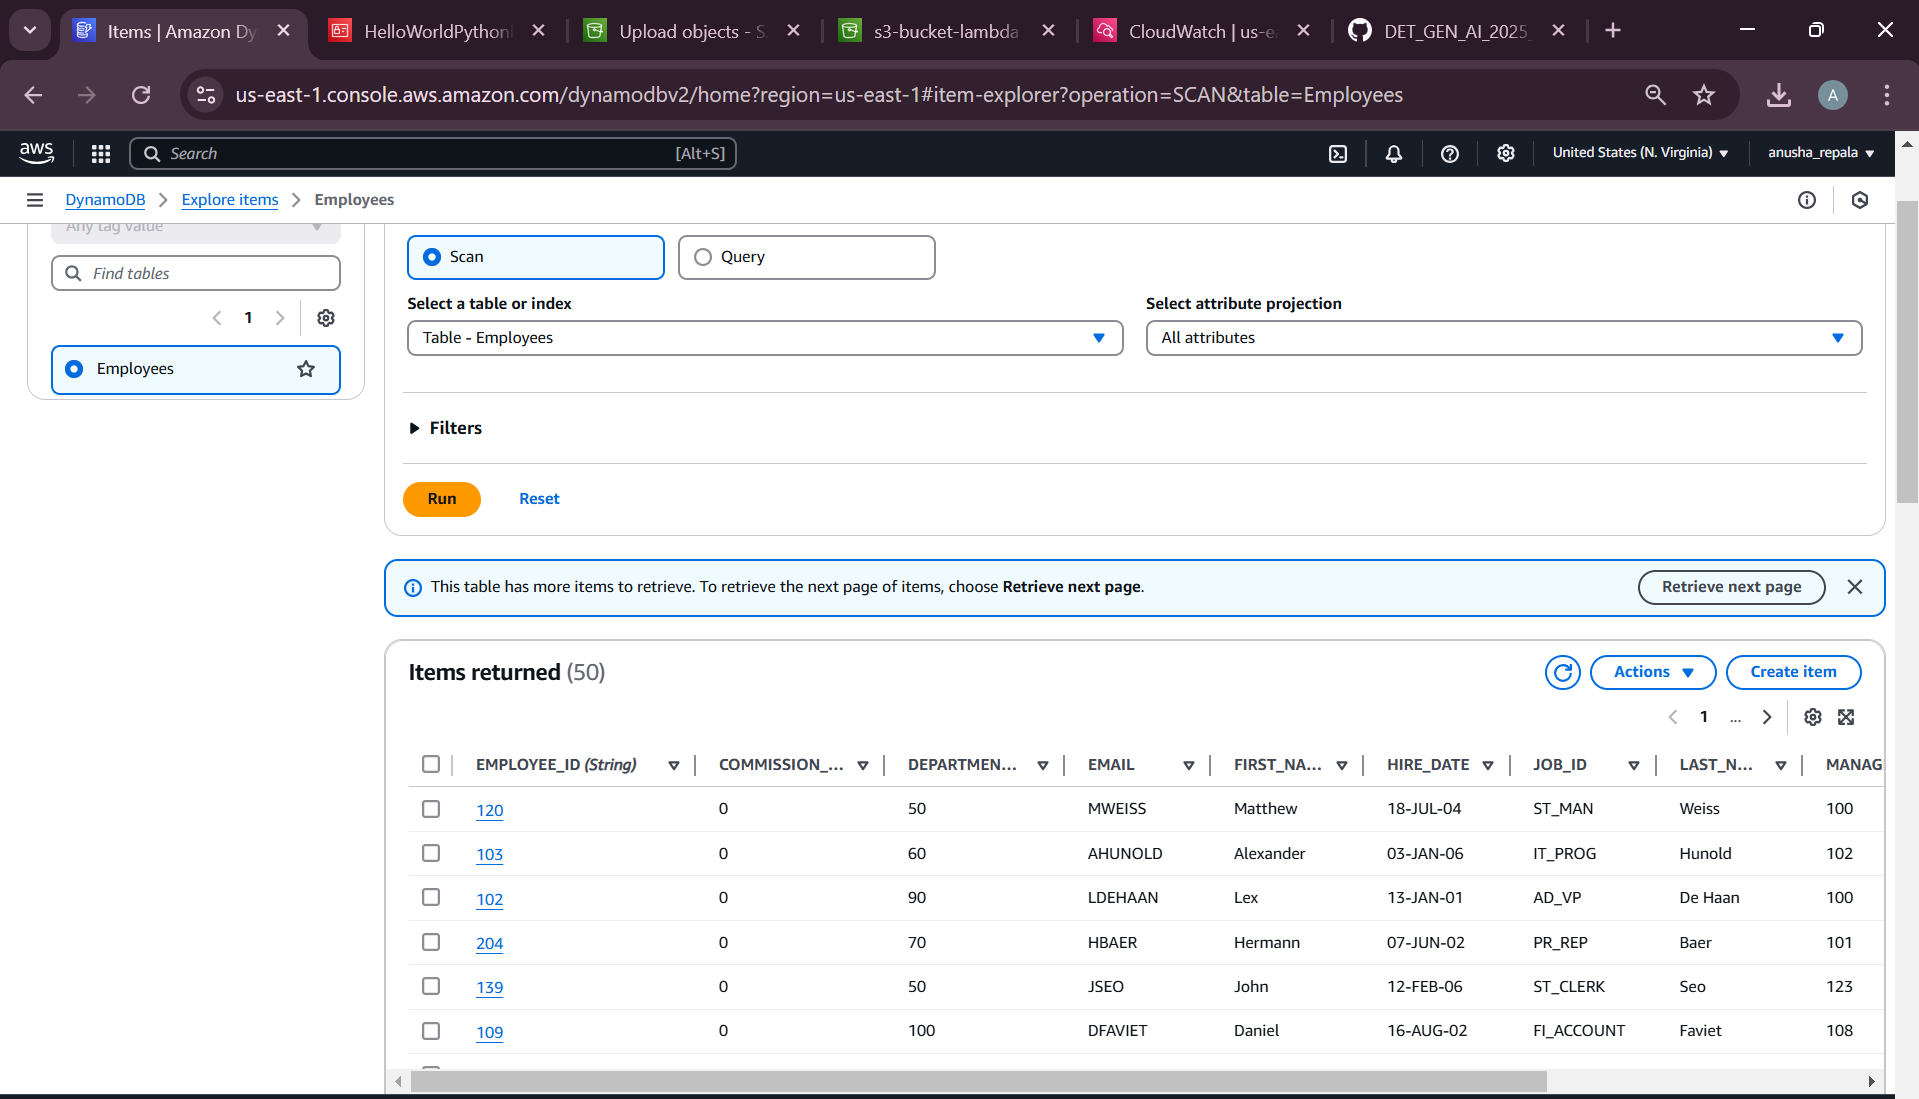 Items | Amazon Dy
HelloWorldPython
Upload objects - S
s3-bucket-lambda
CloudWatch | us-ea
DET_GEN_AI_2025_
us-east-1.console.aws.amazon.com/dynamodbv2/home?region=us-east-1#item-explorer?operation=SCAN&table=Employees
A
aws
Search
[Alt+S]
United States (N. Virginia)
anusha_repala
DynamoDB
Explore items
Employees
Any tag value
Find tables
1
Employees
Scan
Query
Select a table or index
Select attribute projection
Table - Employees
All attributes
Filters
Run
Reset
This table has more items to retrieve. To retrieve the next page of items, choose Retrieve next page.
Retrieve next page
Items returned (50)
Actions
Create item
1 ...
EMPLOYEE_ID (String) COMMISSION_... DEPARTMEN... EMAIL FIRST_NA... HIRE_DATE JOB_ID LAST_N... MANAG
120 0 50 MWEISS Matthew 18-JUL-04 ST_MAN Weiss 100
103 0 60 AHUNOLD Alexander 03-JAN-06 IT_PROG Hunold 102
102 0 90 LDEHAAN Lex 13-JAN-01 AD_VP De Haan 100
204 0 70 HBAER Hermann 07-JUN-02 PR_REP Baer 101
139 0 50 JSEO John 12-FEB-06 ST_CLERK Seo 123
109 0 100 DFAVIET Daniel 16-AUG-02 FI_ACCOUNT Faviet 108